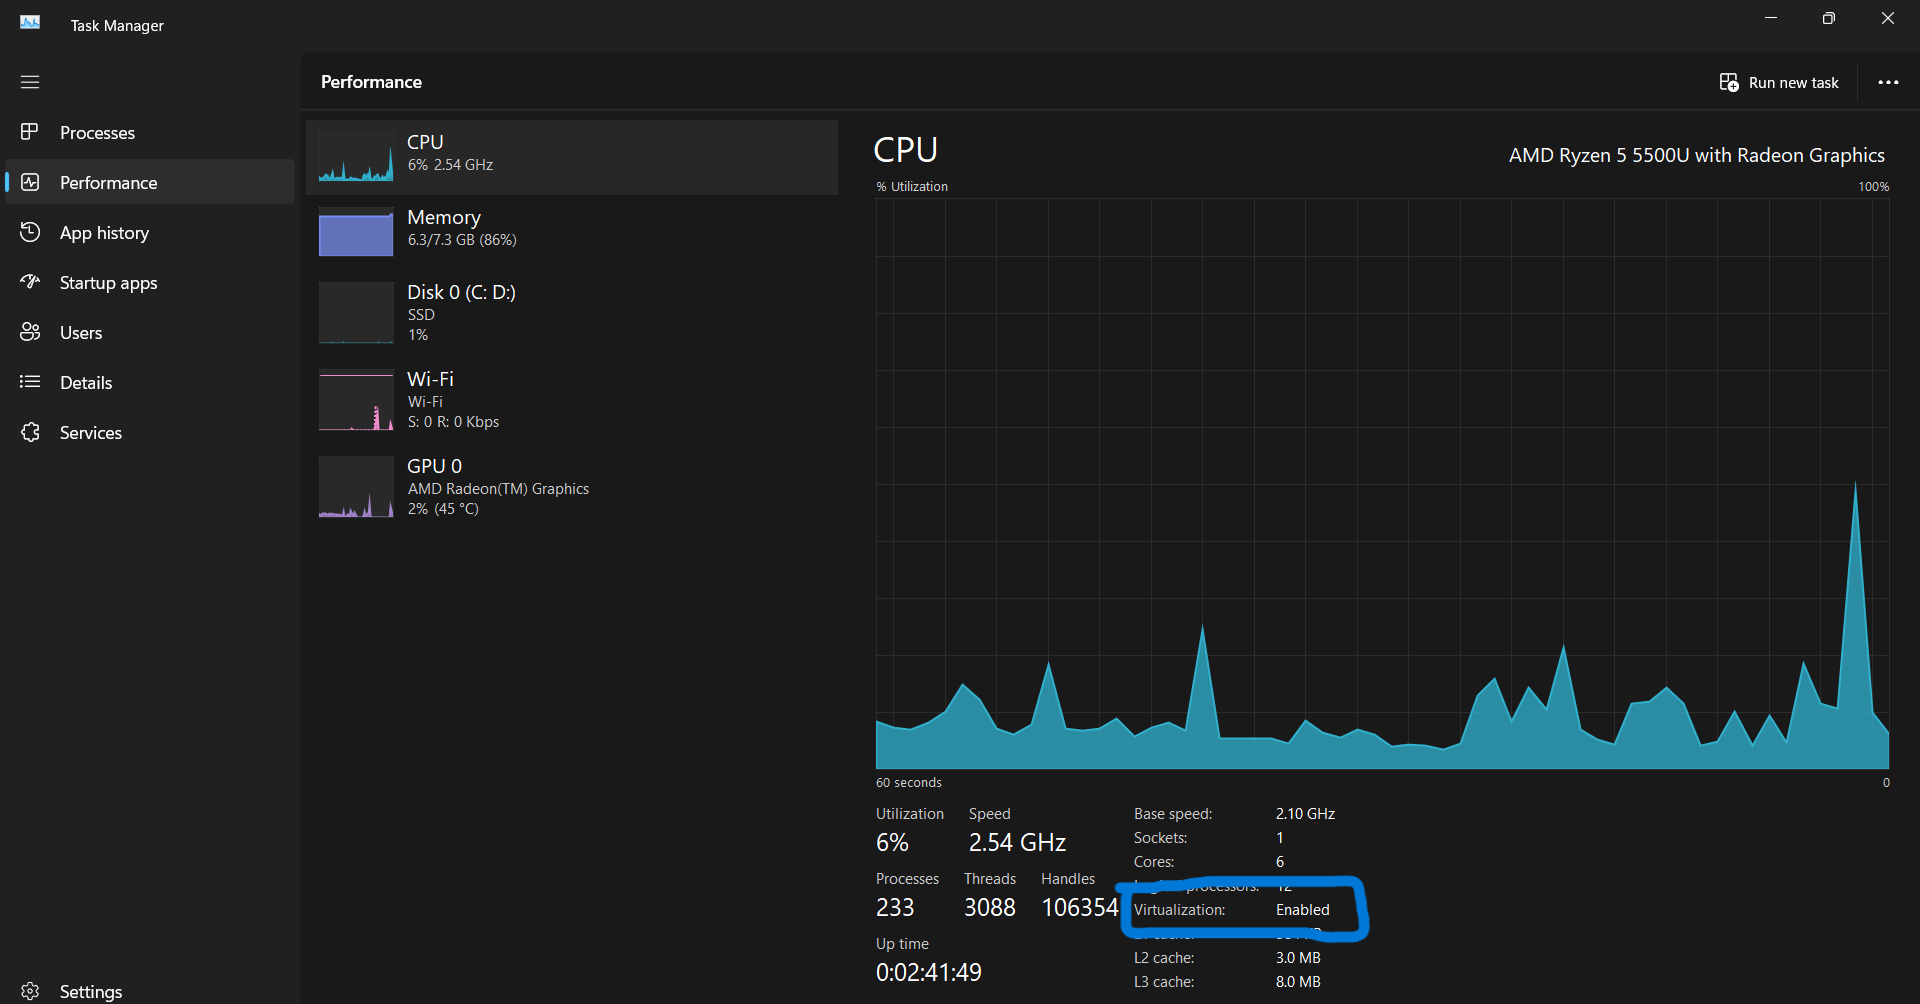 Task Manager
Performance
Run new task
Processes
Performance
App history
Startup apps
Users
Details
Services
Settings
CPU
6% 2.54 GHz
Memory
6.3/7.3 GB (86%)
Disk 0 (C: D:)
SSD
1%
Wi-Fi
Wi-Fi
S: 0 R: 0 Kbps
GPU 0
AMD Radeon(TM) Graphics
2% (45 °C)
CPU
AMD Ryzen 5 5500U with Radeon Graphics
% Utilization 100%
60 seconds 0
Utilization Speed
6% 2.54 GHz
Processes Threads Handles
233 3088 106354
Up time
0:02:41:49
Base speed: 2.10 GHz
Sockets: 1
Cores: 6
processors: 12
Virtualization: Enabled
L2 cache: 3.0 MB
L3 cache: 8.0 MB